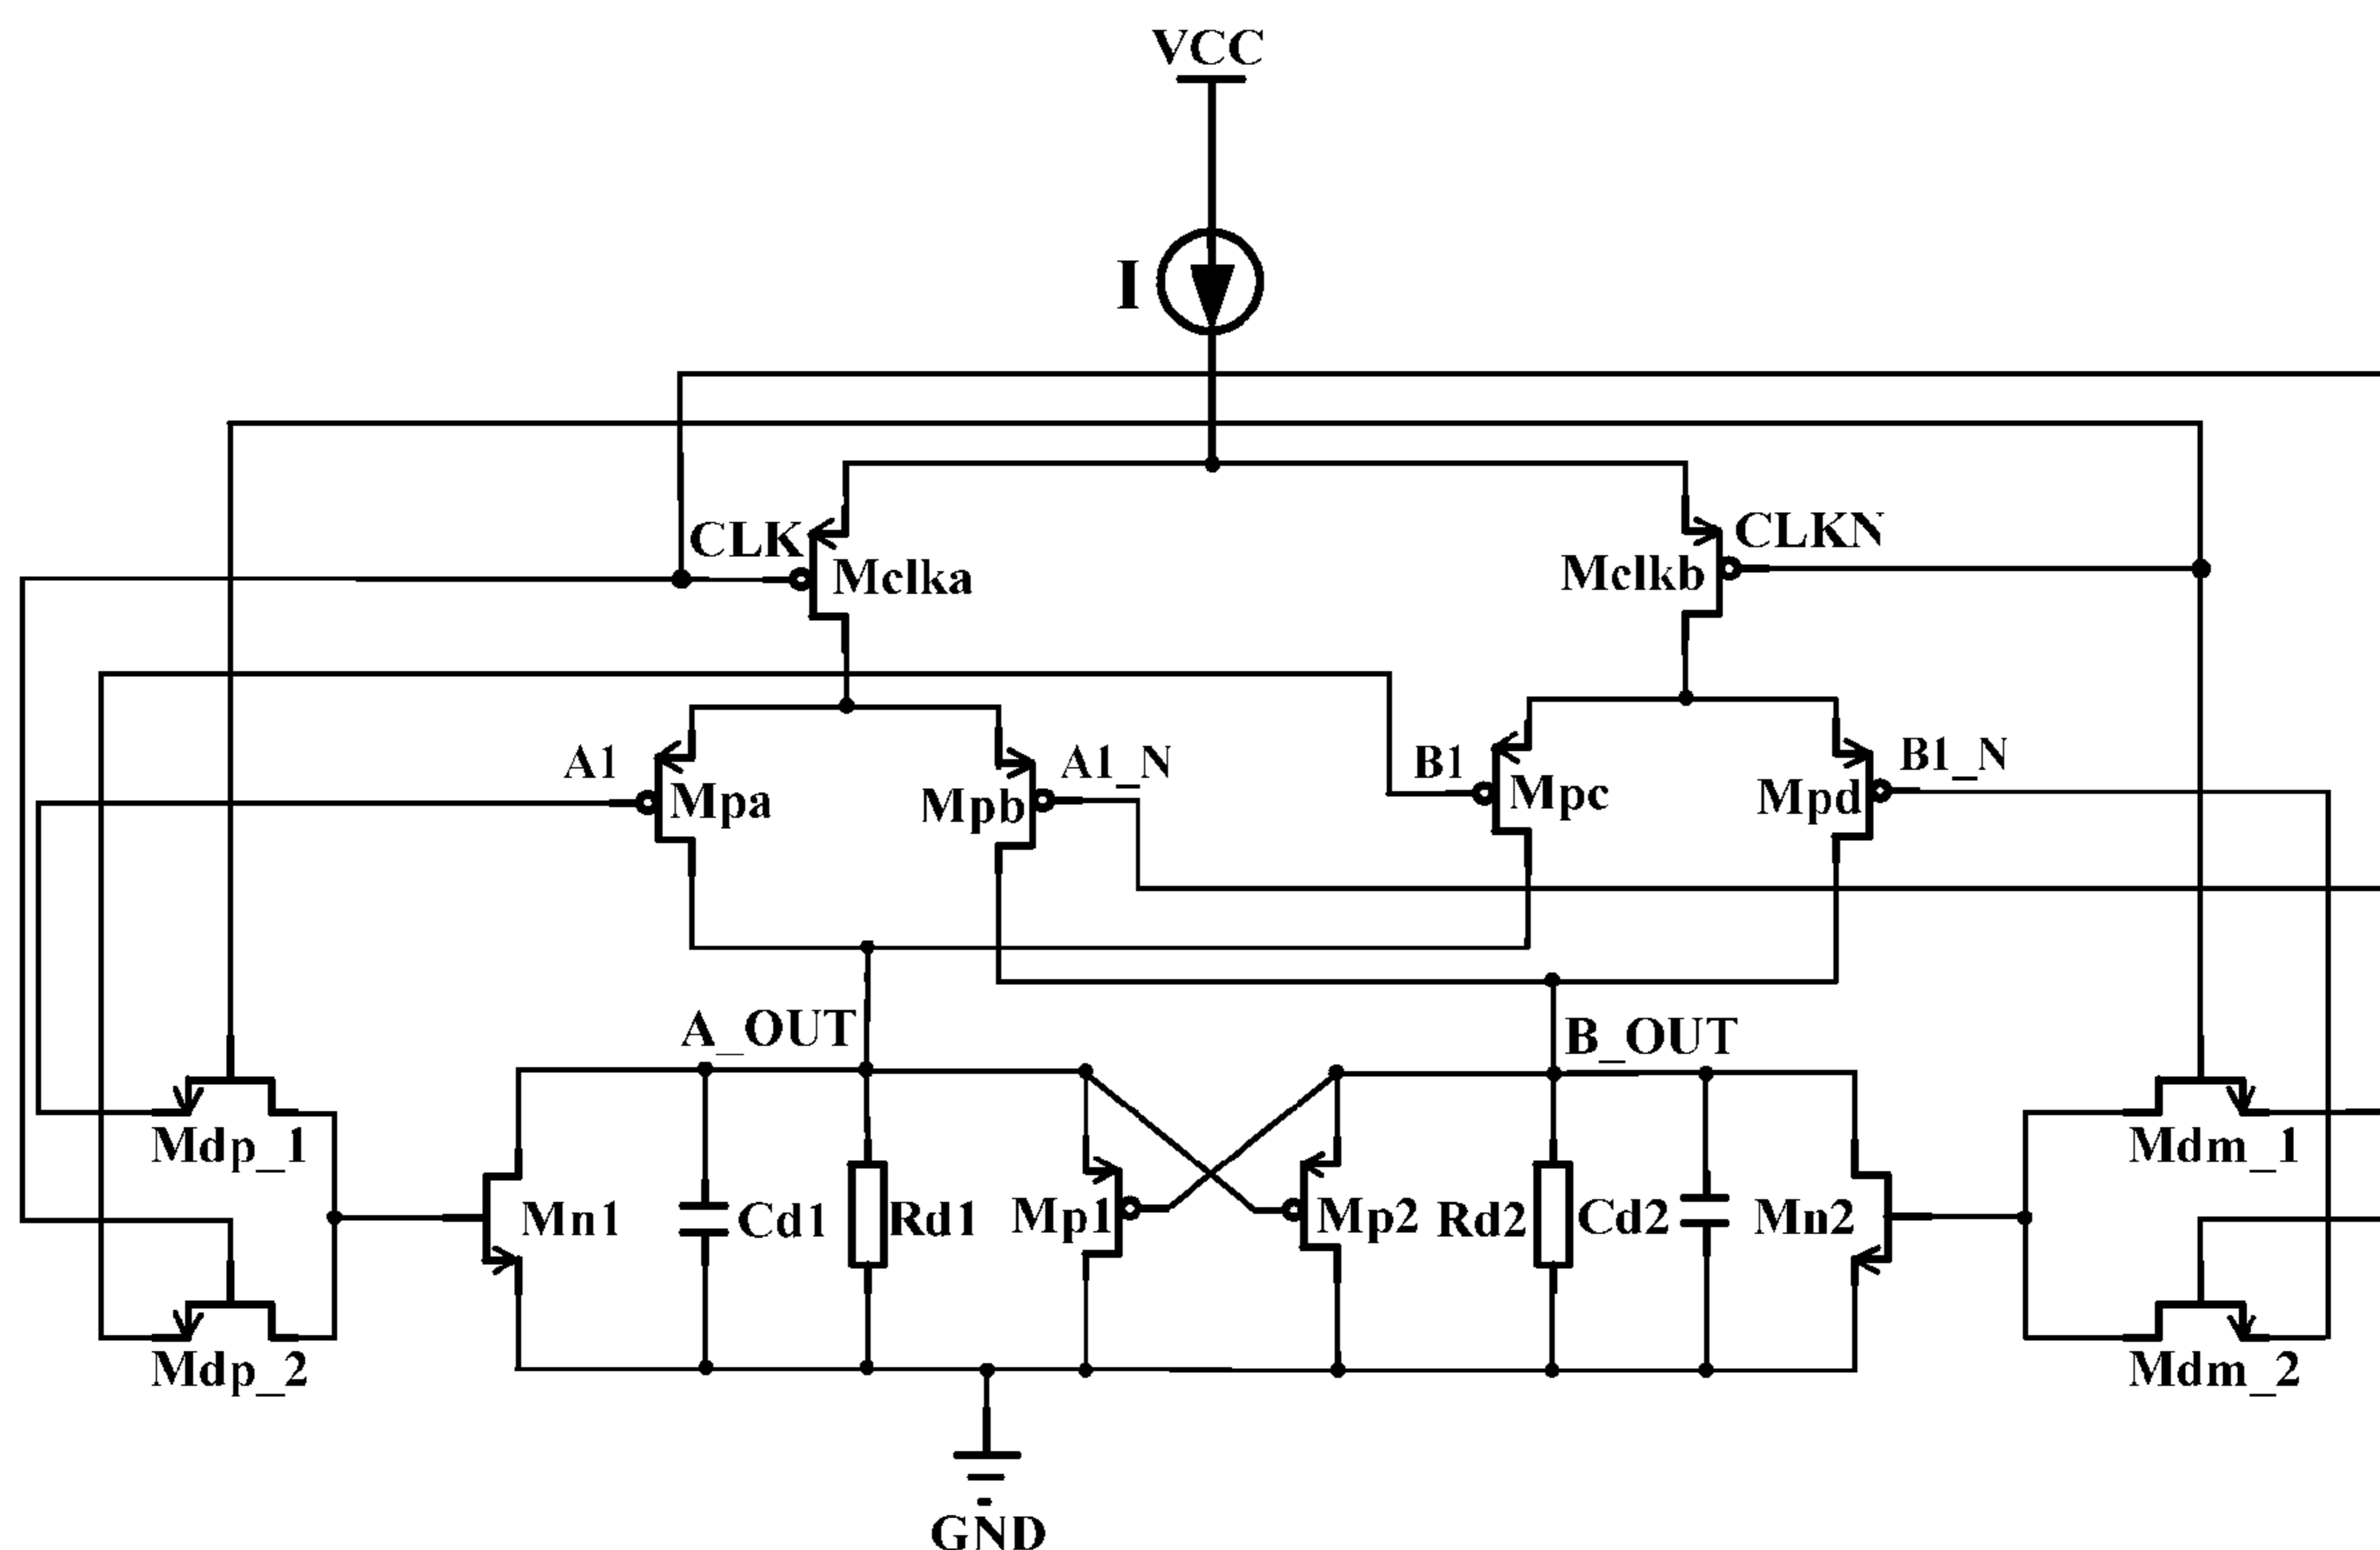 VCC
I
CLK
CLKN
Mclka
Mclkb
A1
A1_N
B1
B1_N
Mpa
Mpb
Mpc
Mpd
A_OUT
B_OUT
Mdp_1
Mdm_1
Mn1
Cd1
Rd1
Mp1
Mp2
Rd2
Cd2
Mn2
Mdp_2
Mdm_2
GND